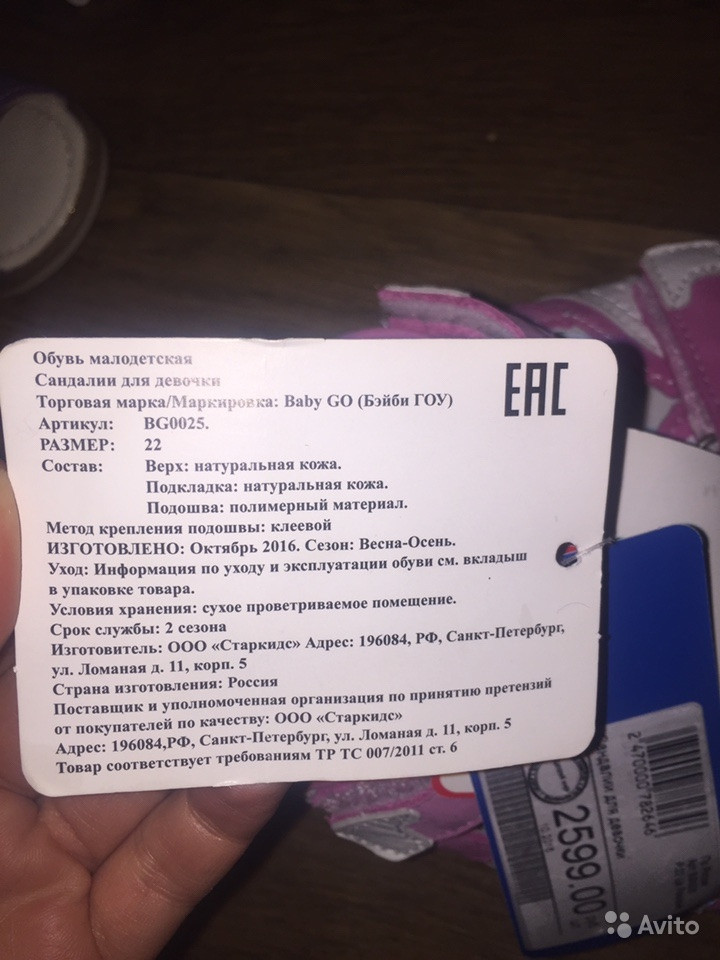 Обувь малодетская
Сандалии для девочки
Торговая марка/Маркировка: Baby GO (Бэйби ГОУ)
Артикул: BG0025.
РАЗМЕР: 22
Состав: Верх: натуральная кожа.
Подкладка: натуральная кожа.
Подошва: полимерный материал.
Метод крепления подошвы: клеевой
ИЗГОТОВЛЕНО: Октябрь 2016. Сезон: Весна-Осень.
Уход: Информация по уходу и эксплуатации обуви см. вкладыш
в упаковке товара.
Условия хранения: сухое проветриваемое помещение.
Срок службы: 2 сезона
Изготовитель: ООО «Старкидс» Адрес: 196084, РФ, Санкт-Петербург,
ул. Ломаная д. 11, корп. 5
Страна изготовления: Россия
Поставщик и уполномоченная организация по принятию претензий
от покупателей по качеству: ООО «Старкидс»
Адрес: 196084,РФ, Санкт-Петербург, ул. Ломаная д. 11, корп. 5
Товар соответствует требованиям ТР ТС 007/2011 ст. 6
EAC
2470000782646
2599.00
для девочки
Avito